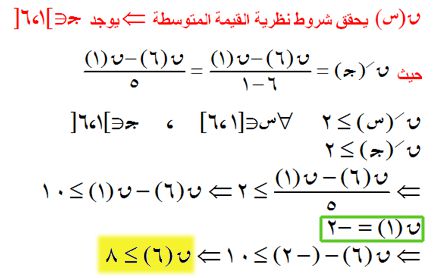 ن(س) يحقق شروط نظرية القيمة المتوسطة ⇐ يوجد جـ∈]١،٦[
حيث ن/(جـ) = (ن(٦)−ن(١))/(٦−١) = (ن(٦)−ن(١))/٥
ن/(س) ≥ ٢ ∀س∈[١،٦] ، جـ∈]١،٦[
ن/(جـ) ≥ ٢
⇐ (ن(٦)−ن(١))/٥ ≥ ٢ ⇐ ن(٦)−ن(١) ≥ ١٠
ن(١) = −٢
⇐ ن(٦)−(−٢) ≥ ١٠ ⇐ ن(٦) ≥ ٨